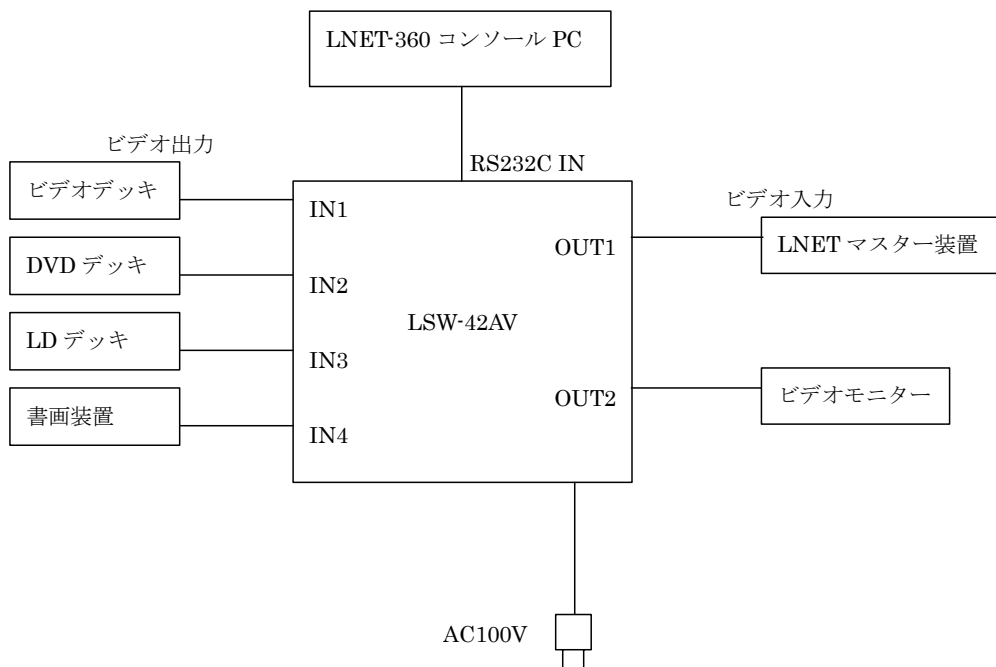 LNET-360 コンソール PC
ビデオ出力
RS232C IN
ビデオデッキ
IN1
ビデオ入力
OUT1
LNET マスター装置
DVD デッキ
IN2
LSW-42AV
LD デッキ
IN3
OUT2
ビデオモニター
書画装置
IN4
AC100V